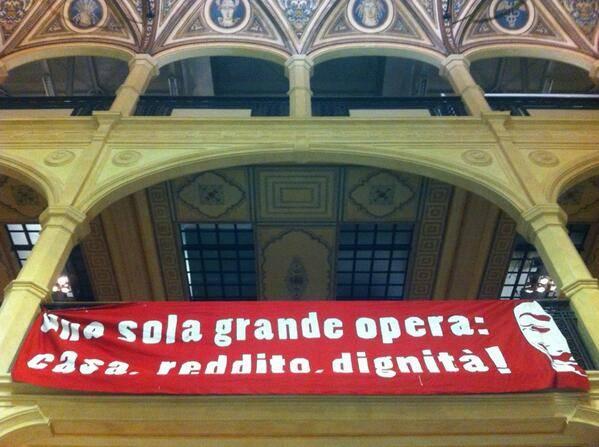 Una sola grande opera:
casa, reddito, dignità!